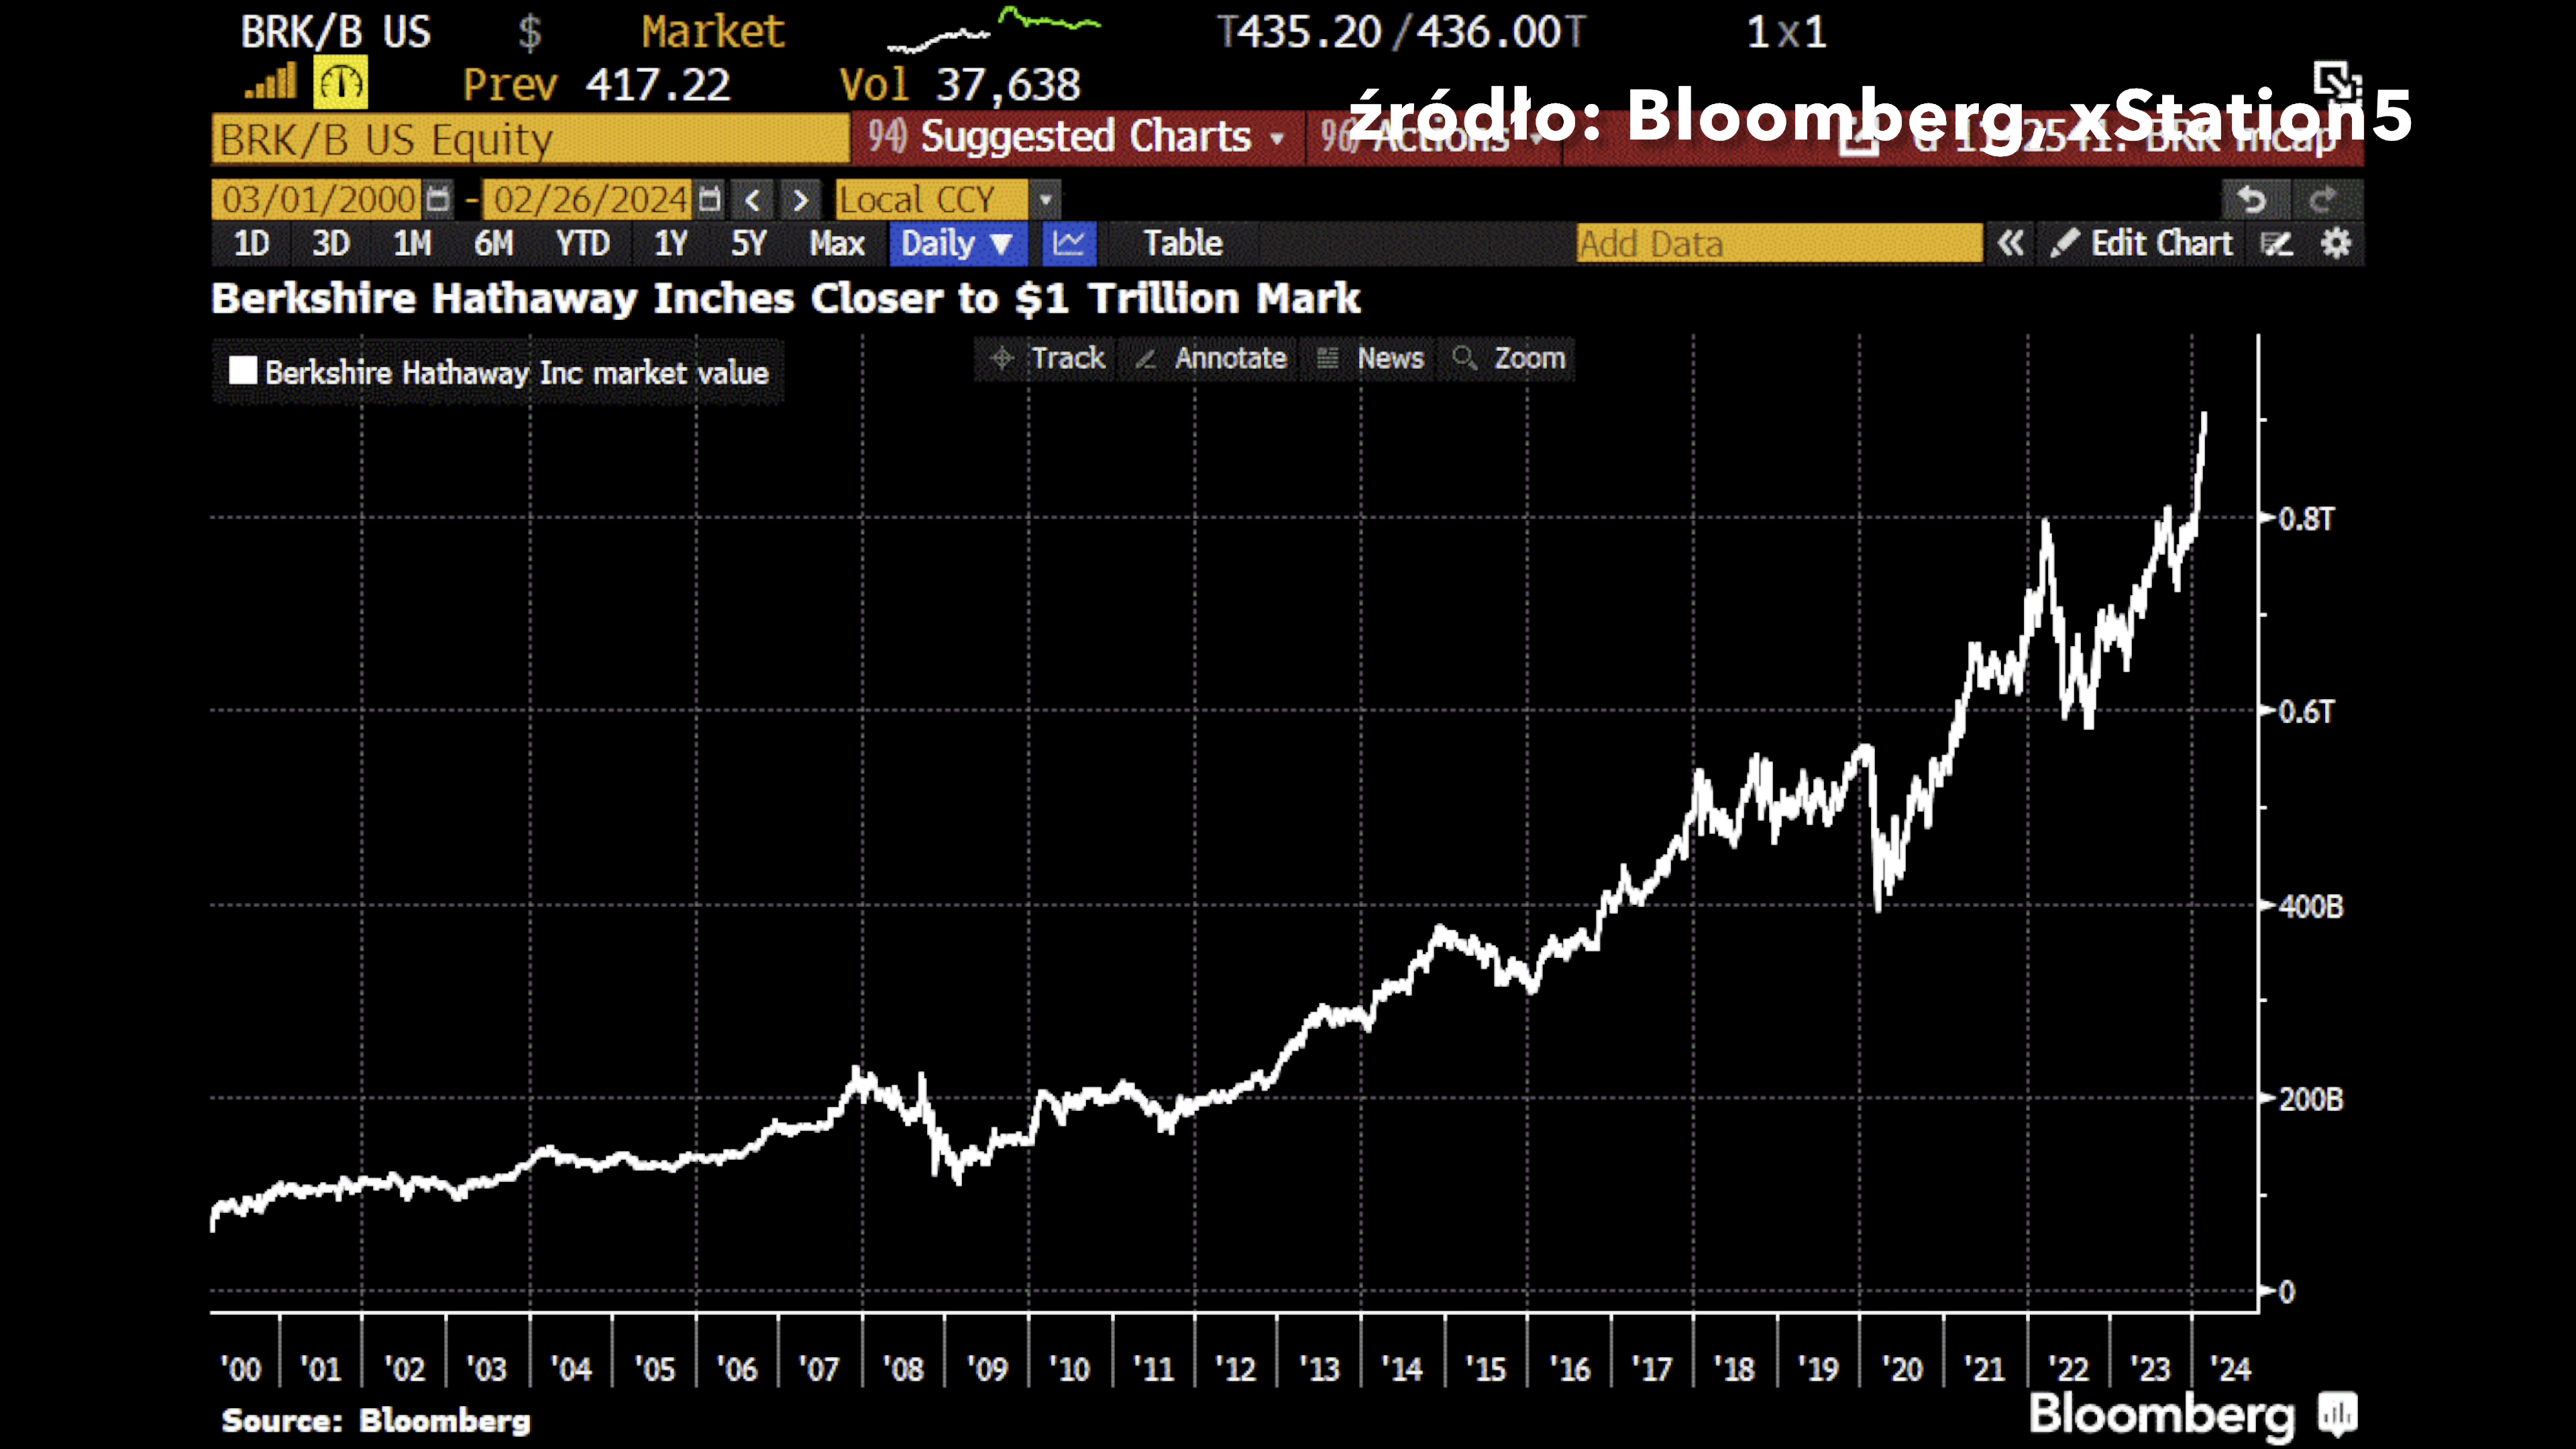 BRK/B US $ Market T435.20/436.00T 1x1
Prev 417.22 Vol 37,638
źródło: Bloomberg, xStation5
BRK/B US Equity 94) Suggested Charts 96) Actions BRK mcap
03/01/2000 - 02/26/2024 Local CCY
1D 3D 1M 6M YTD 1Y 5Y Max Daily ▼ Table Add Data « Edit Chart
Berkshire Hathaway Inches Closer to $1 Trillion Mark
Berkshire Hathaway Inc market value
Track Annotate News Zoom
0.8T
0.6T
400B
200B
0
'00 '01 '02 '03 '04 '05 '06 '07 '08 '09 '10 '11 '12 '13 '14 '15 '16 '17 '18 '19 '20 '21 '22 '23 '24
Source: Bloomberg
Bloomberg